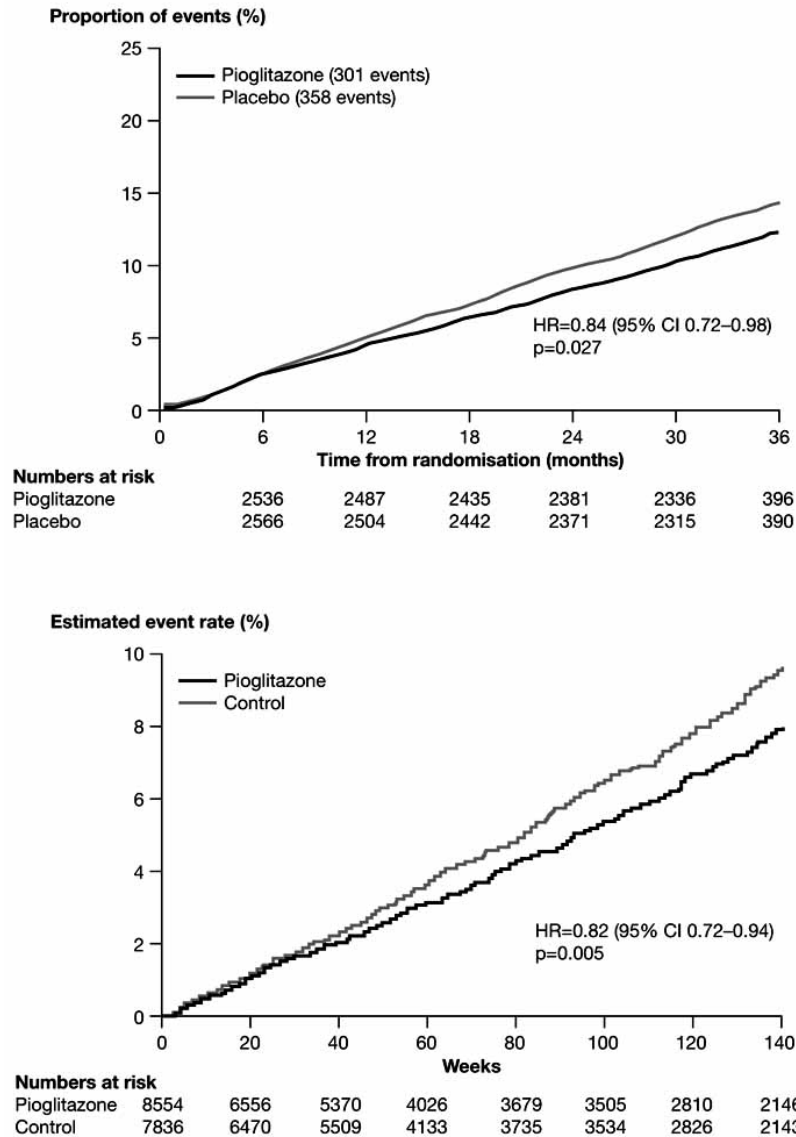 Proportion of events (%)
25
Pioglitazone (301 events)
Placebo (358 events)
20
15
10
HR=0.84 (95% CI 0.72–0.98)
5
p=0.027
0
0 6 12 18 24 30 36
Time from randomisation (months)
Numbers at risk
Pioglitazone 2536 2487 2435 2381 2336 396
Placebo 2566 2504 2442 2371 2315 390
Estimated event rate (%)
10
Pioglitazone
Control
8
6
4
HR=0.82 (95% CI 0.72–0.94)
2
p=0.005
0
0 20 40 60 80 100 120 140
Weeks
Numbers at risk
Pioglitazone 8554 6556 5370 4026 3679 3505 2810 2146
Control 7836 6470 5509 4133 3735 3534 2826 2143